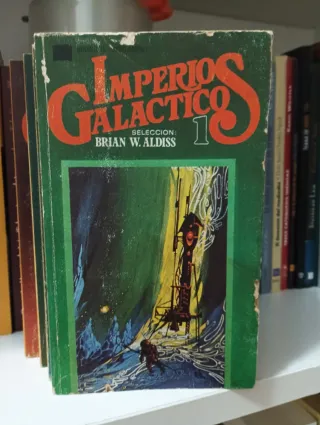 IMPERIOS
GALACTICOS
SELECCION:
BRIAN W. ALDISS
1